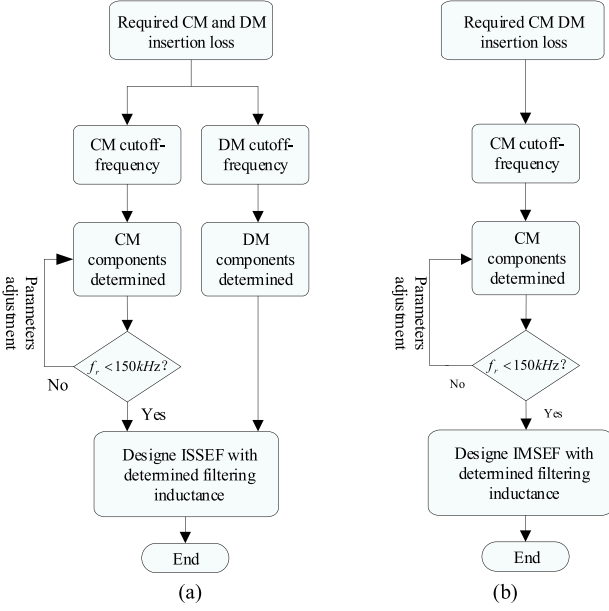 Required CM and DM
insertion loss
CM cutoff-
frequency
DM cutoff-
frequency
CM
components
determined
DM
components
determined
Parameters
adjustment
f_r <150kHz?
No
Yes
Designe ISSEF with
determined filtering
inductance
End
(a)
Required CM DM
insertion loss
CM cutoff-
frequency
CM
components
determined
Parameters
adjustment
f_r <150kHz?
No
Yes
Designe IMSEF with
determined filtering
inductance
End
(b)